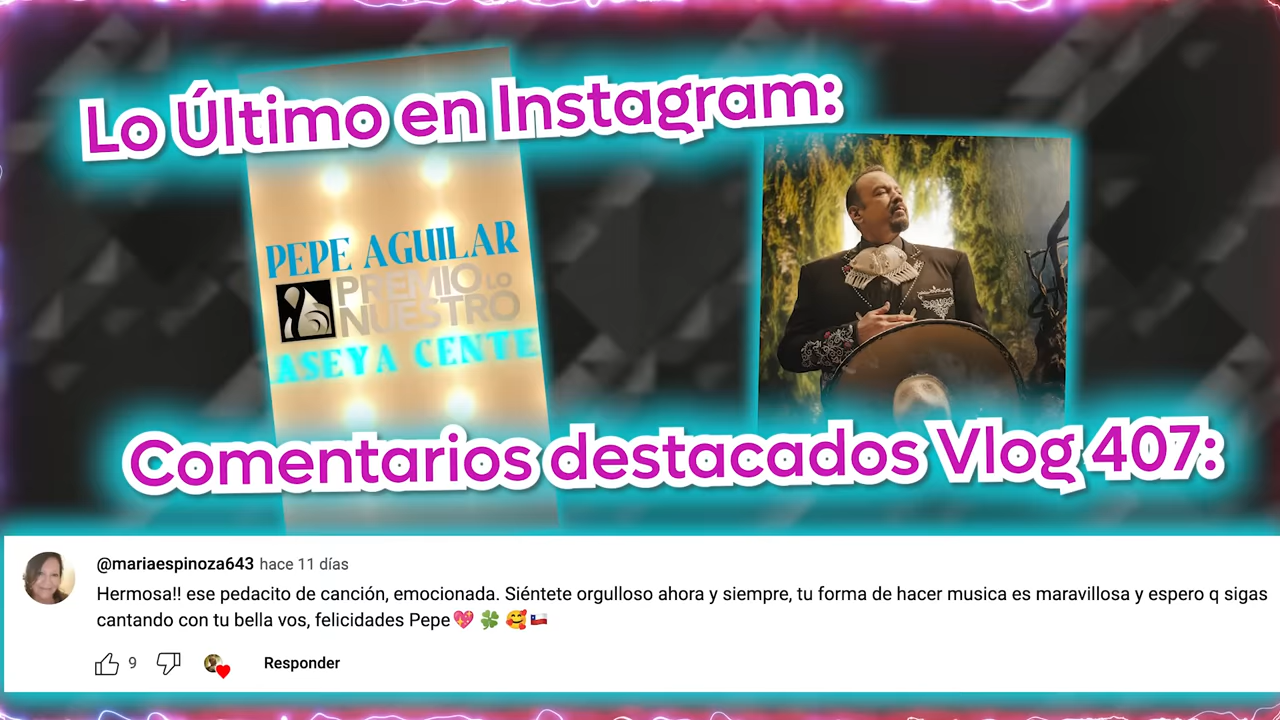 Lo Último en Instagram:
PEPE AGUILAR
PREMIO LO
NUESTRO
ASEYA CENTE
Comentarios destacados Vlog 407:
@mariaespinoza643 hace 11 días
Hermosa!! ese pedacito de canción, emocionada. Siéntete orgulloso ahora y siempre, tu forma de hacer musica es maravillosa y espero q sigas
cantando con tu bella vos, felicidades Pepe💖 🍀 🥰🇨🇱
9
Responder